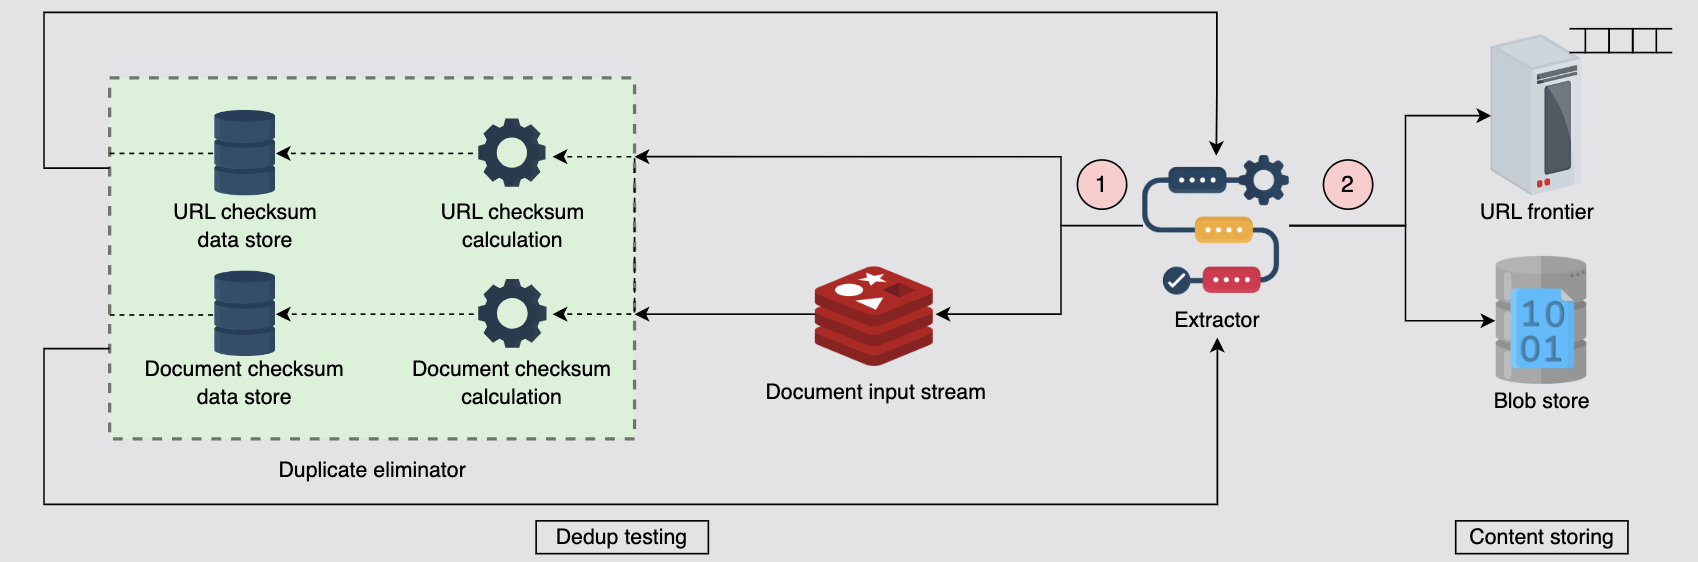 1
2
URL checksum
data store
URL checksum
calculation
URL frontier
10
01
Extractor
Document checksum
data store
Document checksum
calculation
Document input stream
Blob store
Duplicate eliminator
Dedup testing
Content storing